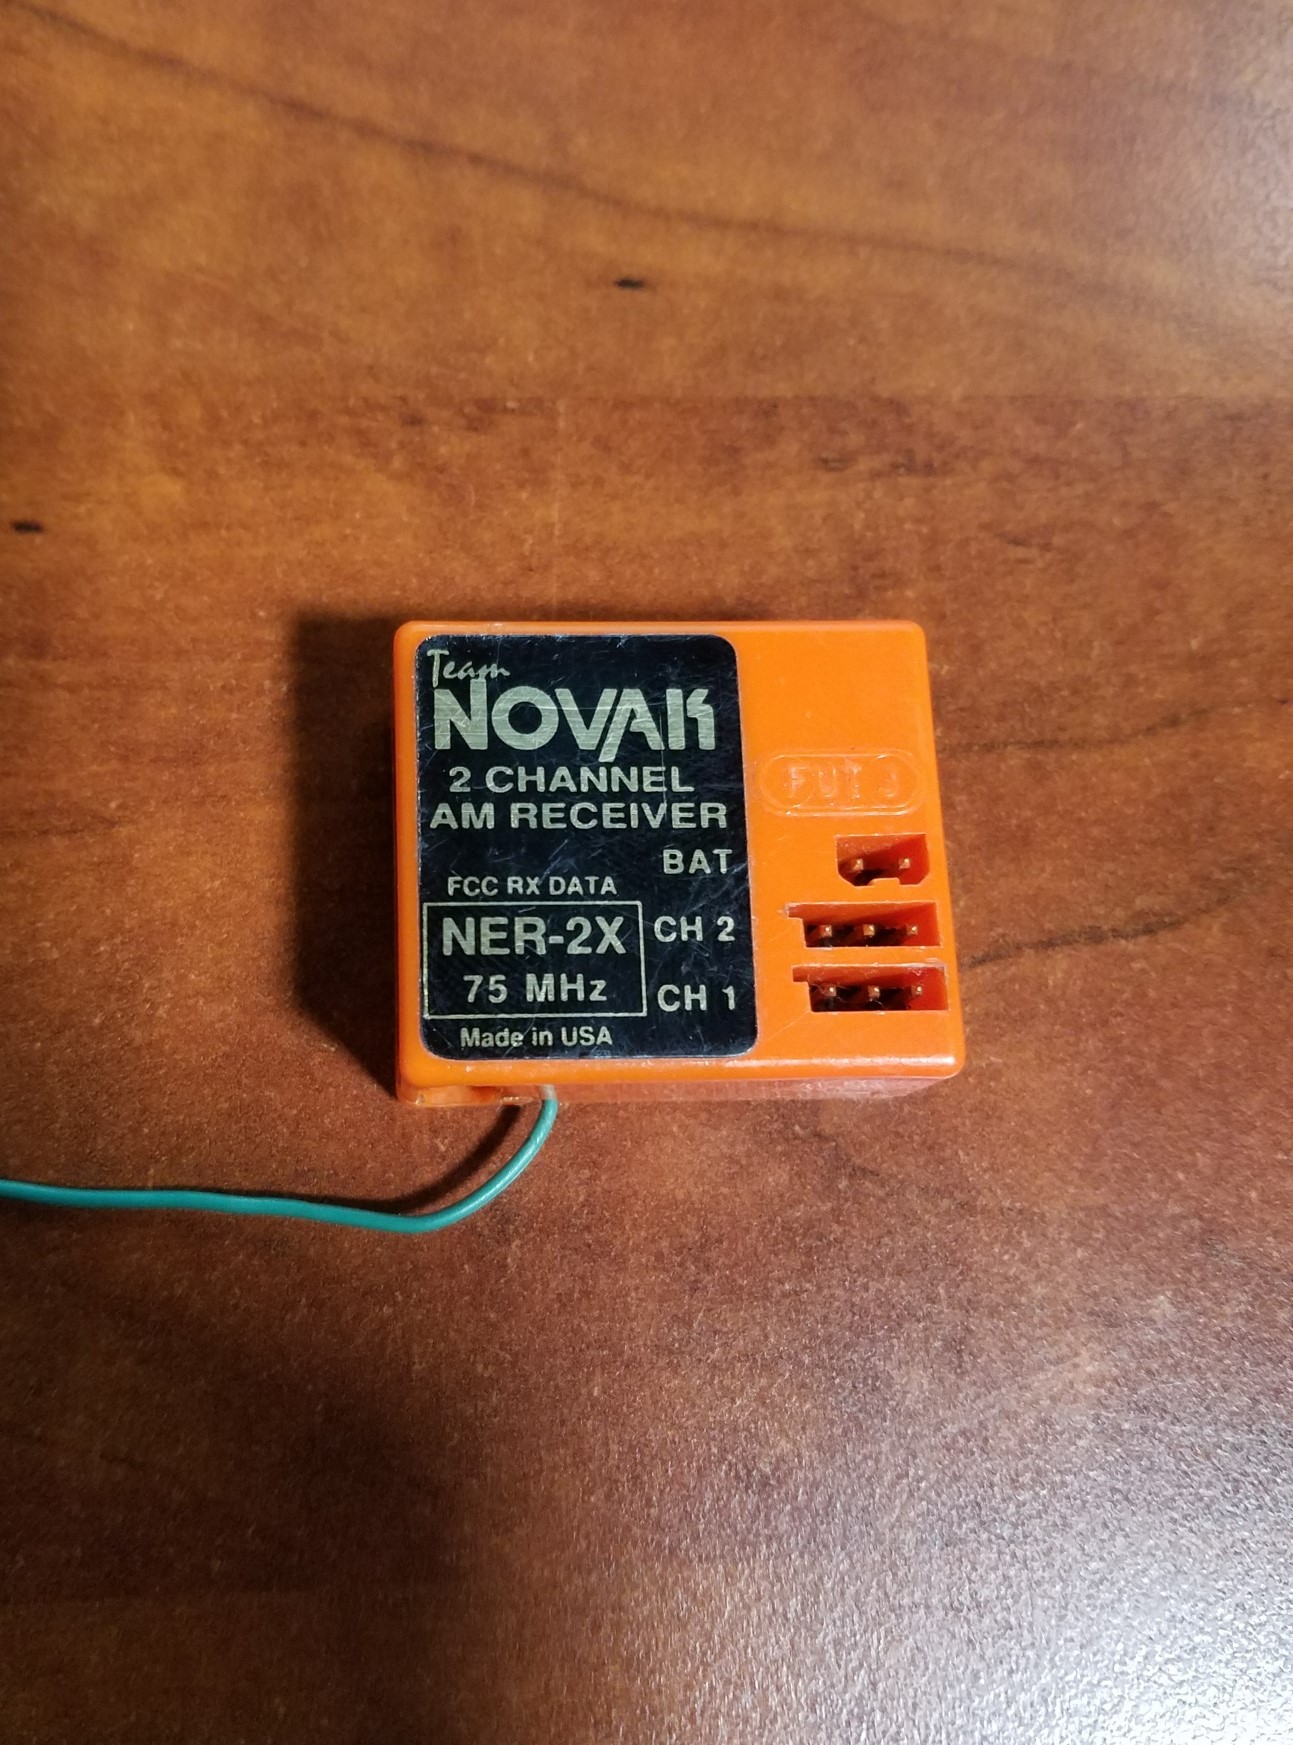 Team
NOVAK
2 CHANNEL
AM RECEIVER
BAT
FCC RX DATA
NER-2X
CH 2
75 MHz
CH 1
Made in USA